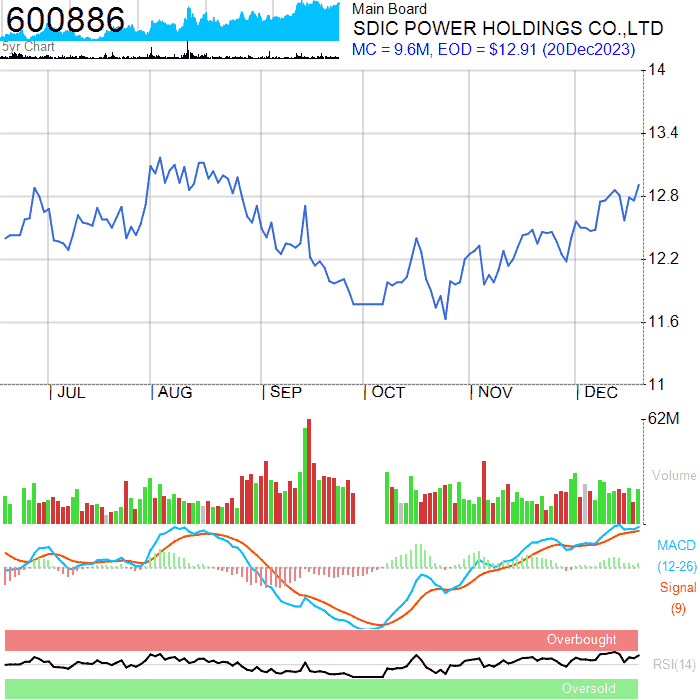 600886
5yr Chart
Main Board
SDIC POWER HOLDINGS CO.,LTD
MC = 9.6M, EOD = $12.91 (20Dec2023)
14
13.4
12.8
12.2
11.6
11
JUL AUG SEP OCT NOV DEC
62M
Volume
MACD
(12-26)
Signal
(9)
Overbought
RSI(14)
Oversold